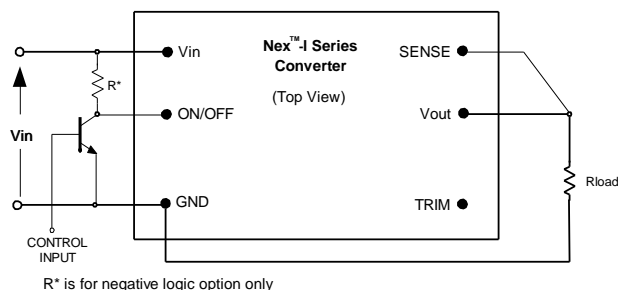 Nex™-I Series
Converter
(Top View)
Vin
SENSE
R*
ON/OFF
Vout
Vin
Rload
GND
TRIM
CONTROL
INPUT
R* is for negative logic option only